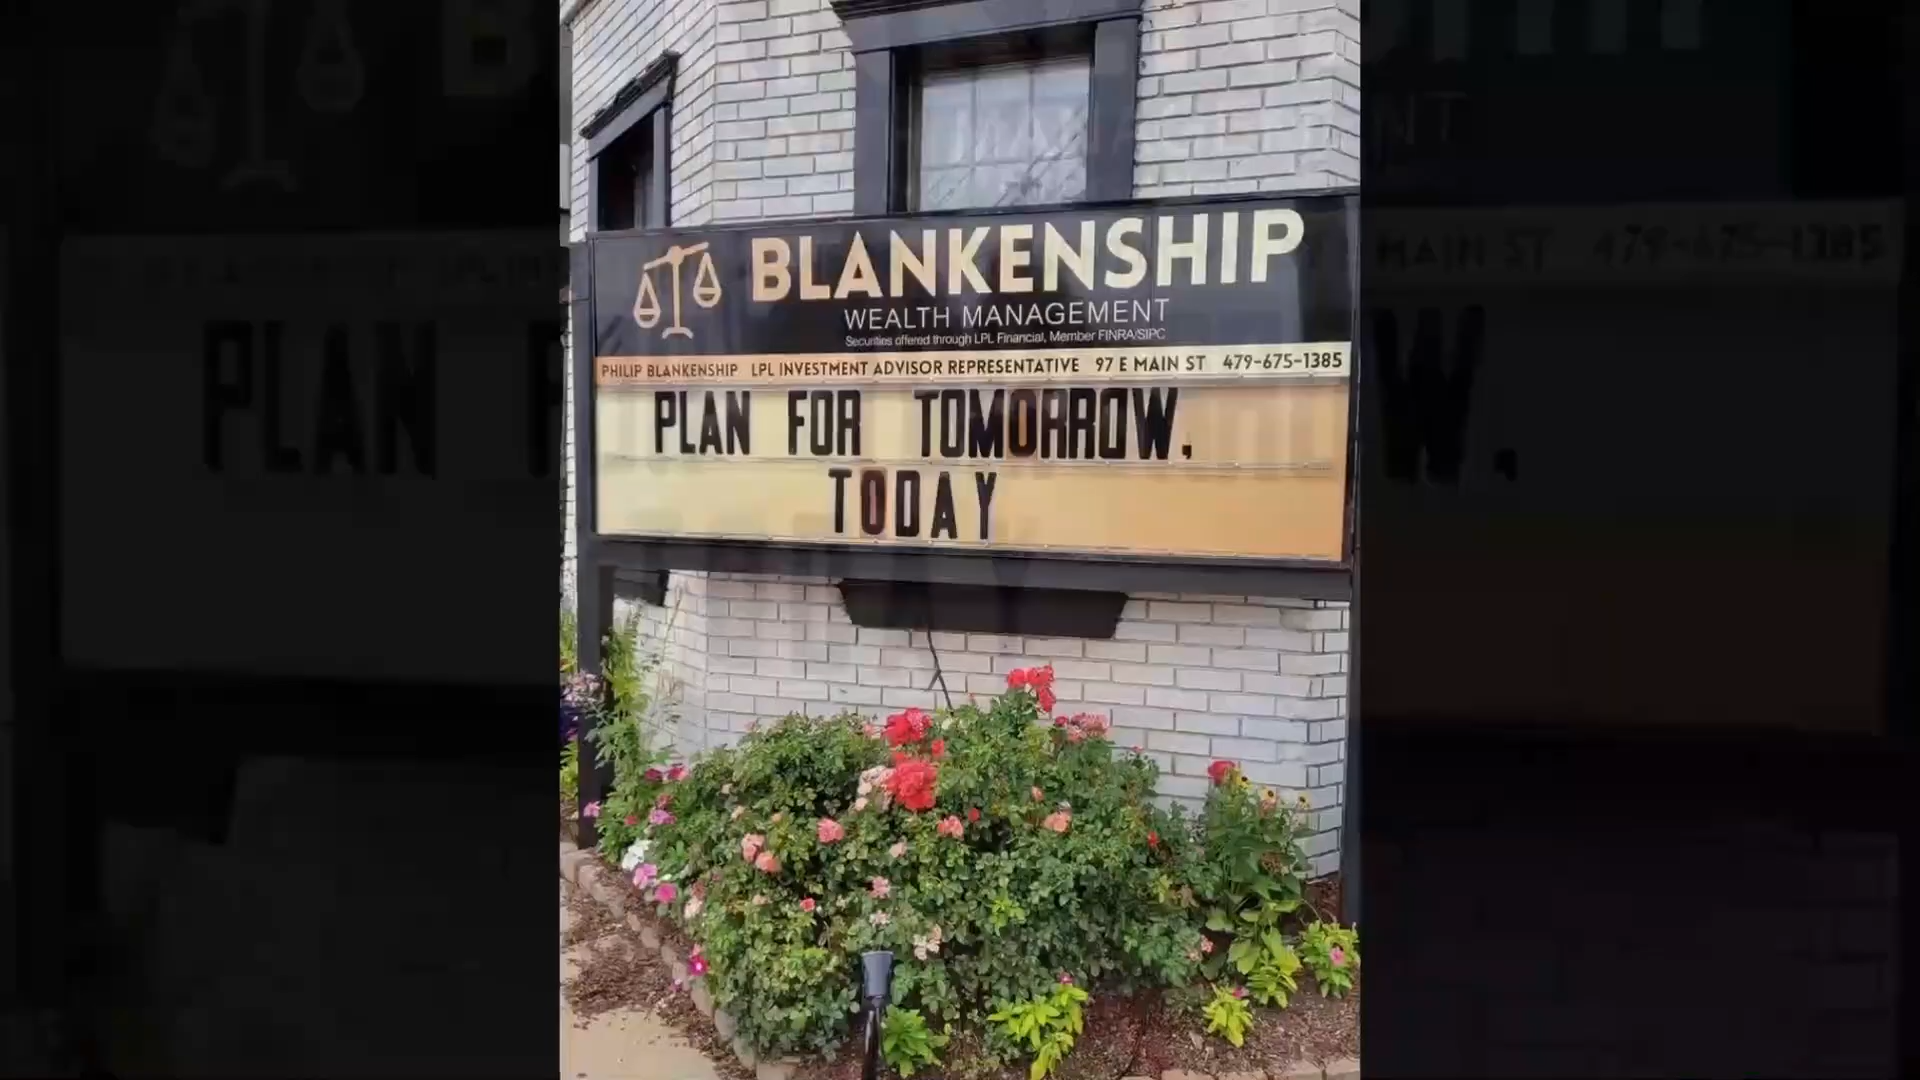 BLANKENSHIP
WEALTH MANAGEMENT
Securities offered through LPL Financial, Member FINRA/SIPC
PHILIP BLANKENSHIP LPL INVESTMENT ADVISOR REPRESENTATIVE 97 E MAIN ST 479-675-1385
PLAN FOR TOMORROW,
TODAY